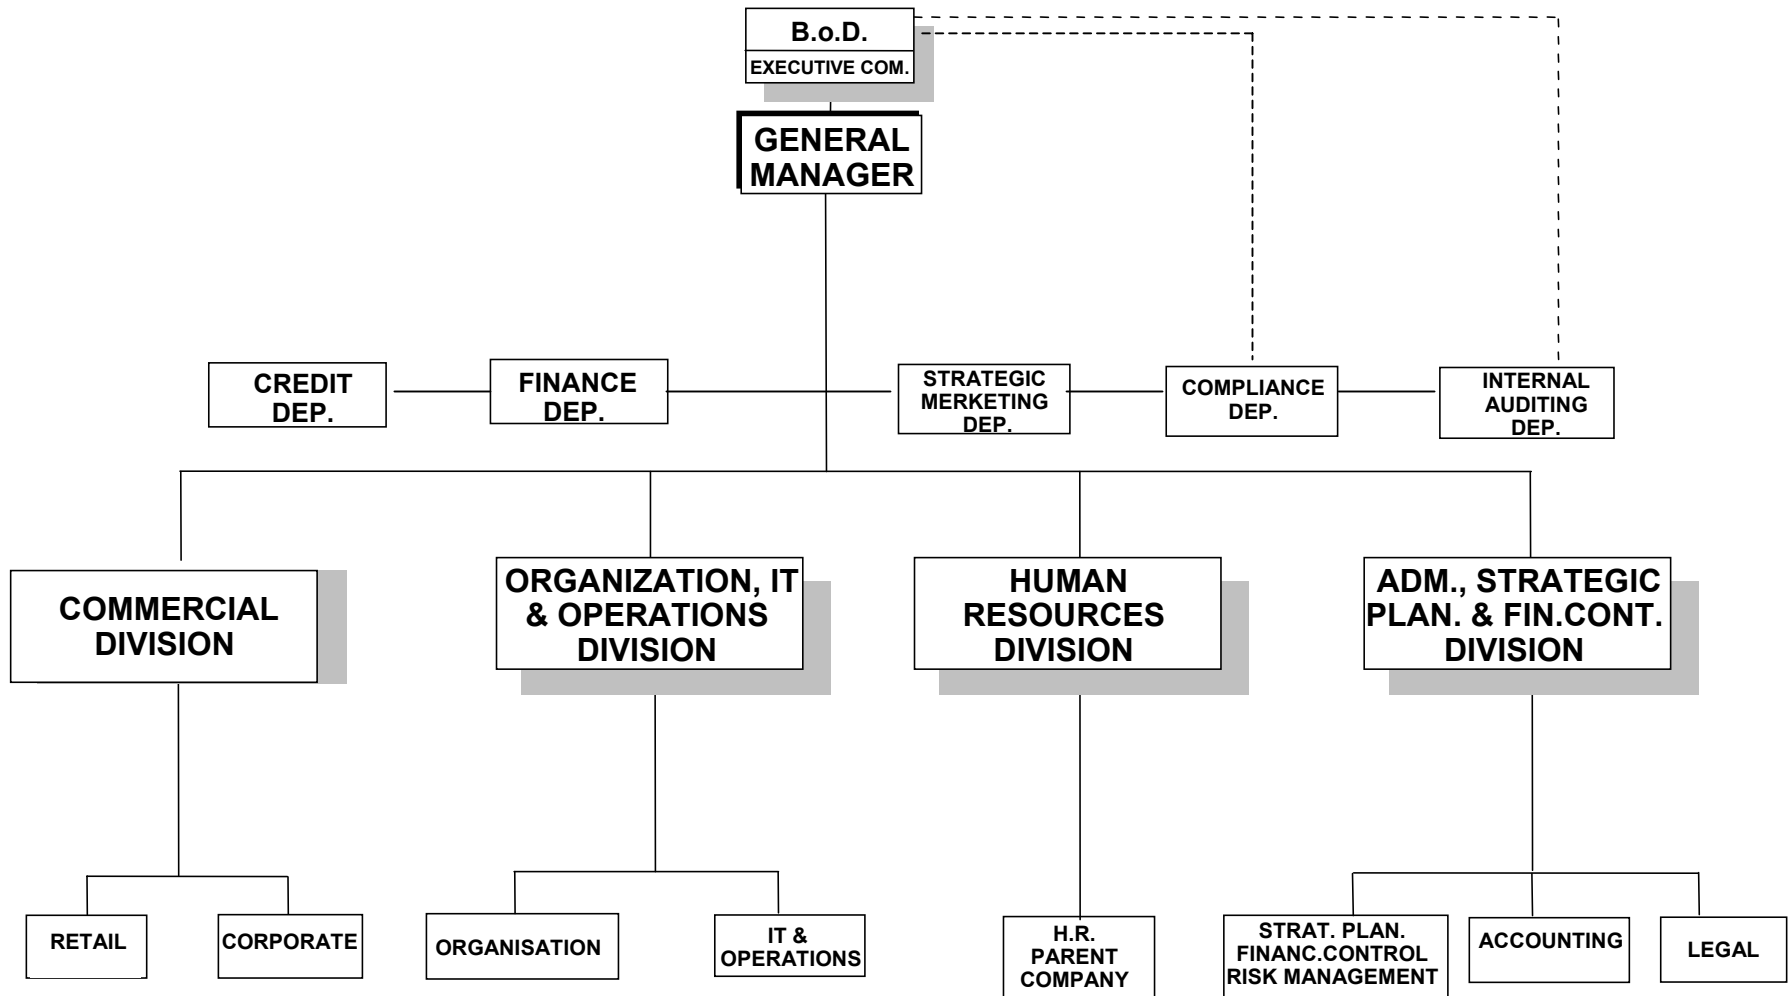 B.o.D.
EXECUTIVE COM.
GENERAL
MANAGER
CREDIT
DEP.
FINANCE
DEP.
STRATEGIC
MERKETING
DEP.
COMPLIANCE
DEP.
INTERNAL
AUDITING
DEP.
COMMERCIAL
DIVISION
ORGANIZATION, IT
& OPERATIONS
DIVISION
HUMAN
RESOURCES
DIVISION
ADM., STRATEGIC
PLAN. & FIN.CONT.
DIVISION
RETAIL
CORPORATE
ORGANISATION
IT &
OPERATIONS
H.R.
PARENT
COMPANY
STRAT. PLAN.
FINANC.CONTROL
RISK MANAGEMENT
ACCOUNTING
LEGAL